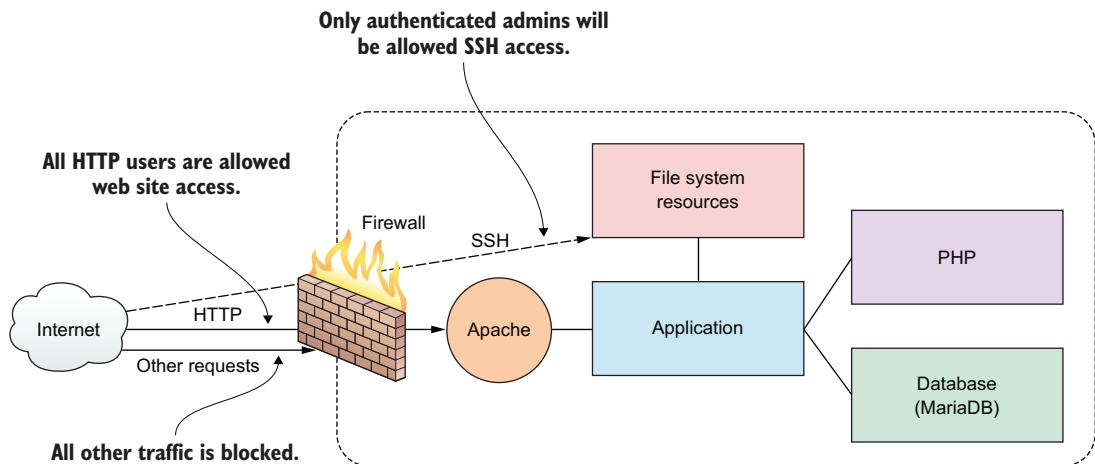 Only authenticated admins will
be allowed SSH access.
All HTTP users are allowed
web site access.
File system
resources
Firewall
SSH
PHP
Internet
HTTP
Apache
Application
Other requests
Database
(MariaDB)
All other traffic is blocked.